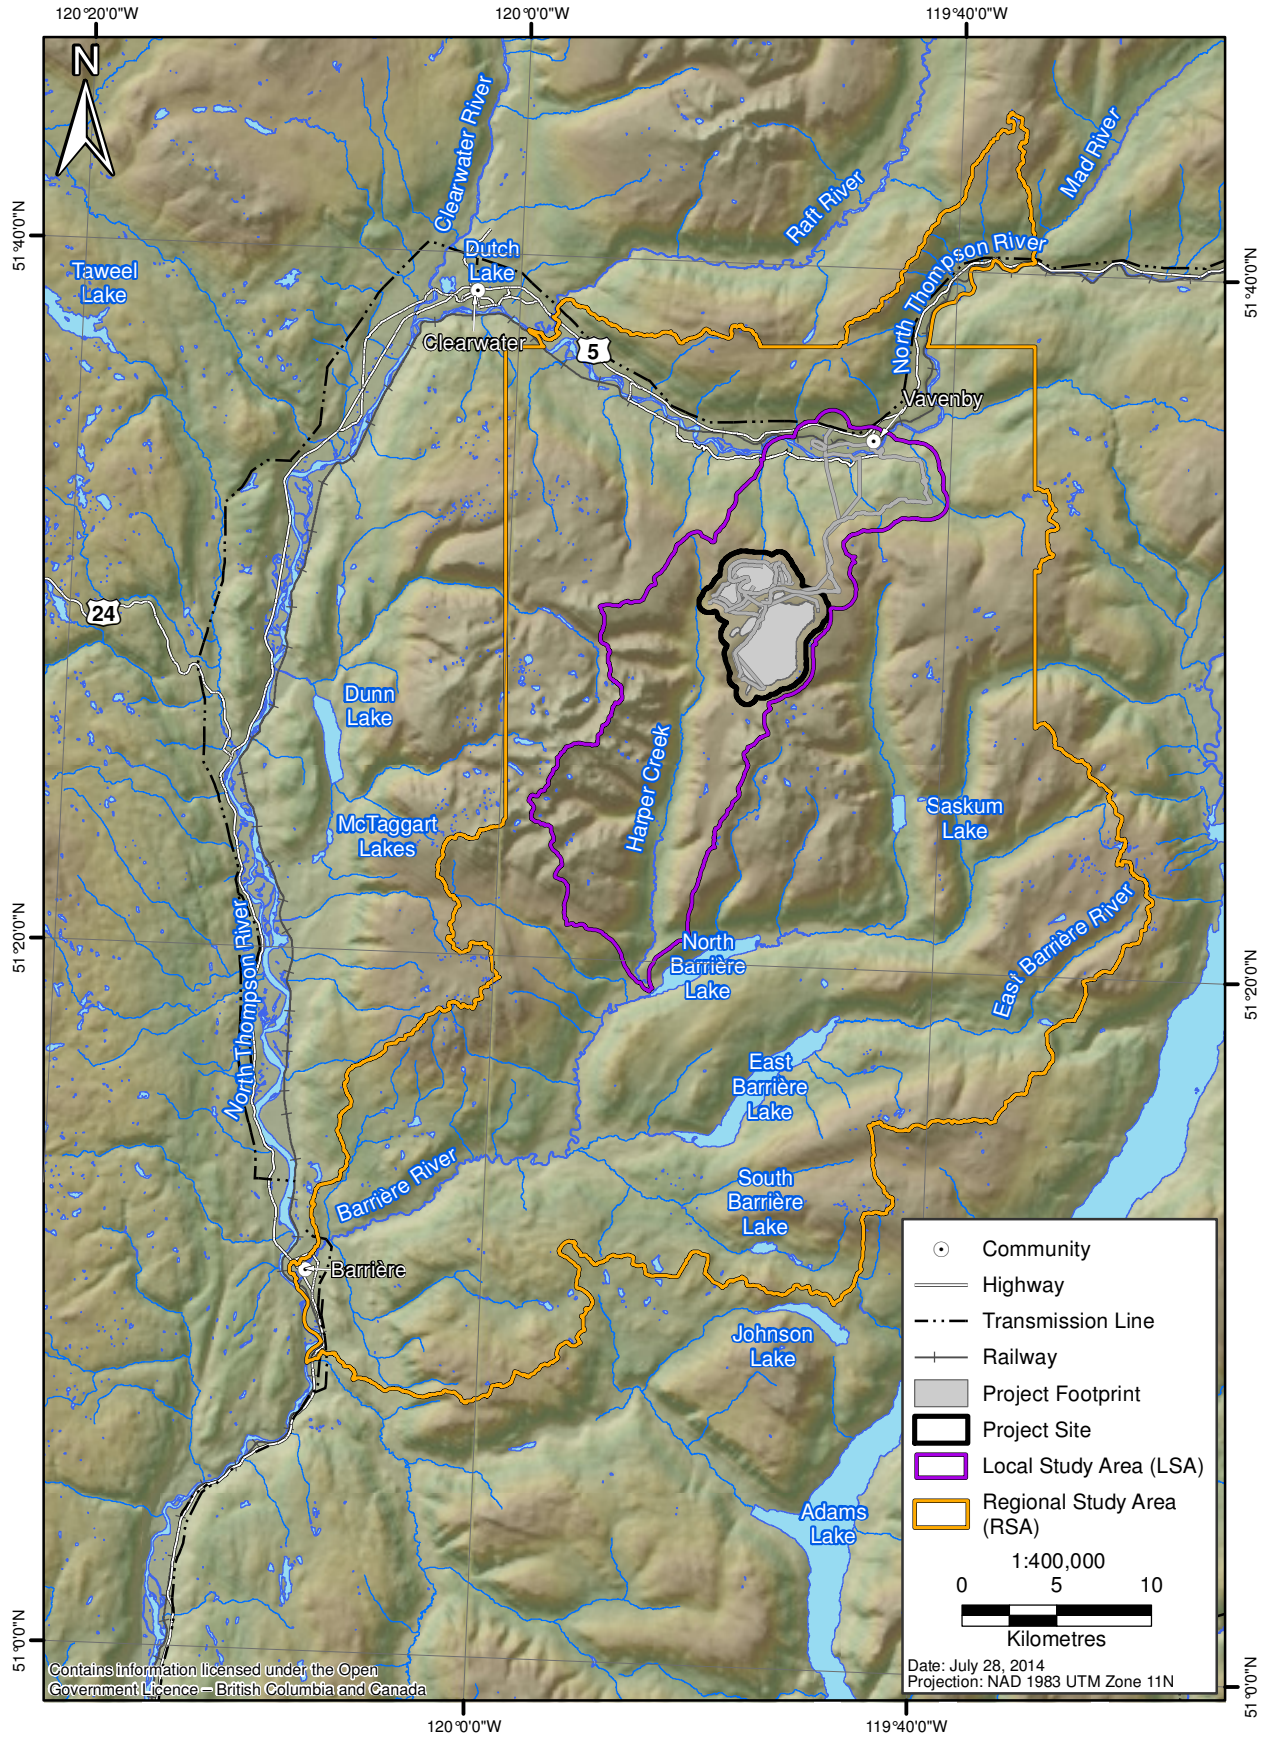 120°20'0"W
120°0'0"W
119°40'0"W
N
Clearwater River
Mad River
Raft River
51°40'0"N
51°40'0"N
Dutch
Lake
North Thompson River
Taweel
Lake
Clearwater
5
Vavenby
24
Dunn
Lake
Harper Creek
McTaggart
Lakes
Saskum
Lake
North Thompson River
East Barrière River
51°20'0"N
51°20'0"N
North
Barrière
Lake
East
Barrière
Lake
Barrière River
South
Barrière
Lake
Barrière
Johnson
Lake
Adams
Lake
Community
Highway
Transmission Line
Railway
Project Footprint
Project Site
Local Study Area (LSA)
Regional Study Area
(RSA)
1:400,000
0 5 10
Kilometres
Date: July 28, 2014
Projection: NAD 1983 UTM Zone 11N
51°0'0"N
51°0'0"N
Contains information licensed under the Open
Government Licence – British Columbia and Canada
120°0'0"W
119°40'0"W